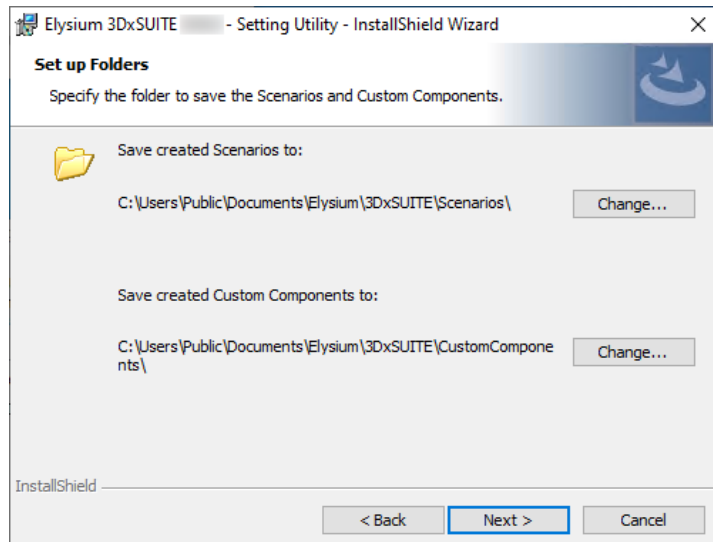 Elysium 3DxSUITE - Setting Utility - InstallShield Wizard
Set up Folders
Specify the folder to save the Scenarios and Custom Components.
Save created Scenarios to:
C:\Users\Public\Documents\Elysium\3DxSUITE\Scenarios\
Change...
Save created Custom Components to:
C:\Users\Public\Documents\Elysium\3DxSUITE\CustomCompone
nts\
Change...
InstallShield
< Back
Next >
Cancel